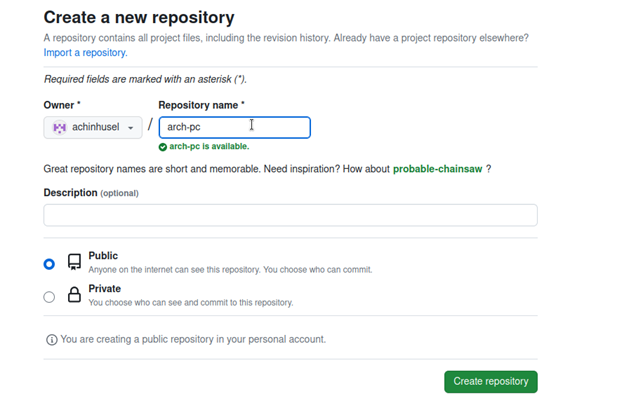 Create a new repository
A repository contains all project files, including the revision history. Already have a project repository elsewhere?
Import a repository.
Required fields are marked with an asterisk (*).
Owner *
Repository name *
achinhusel
/
arch-pc
arch-pc is available.
Great repository names are short and memorable. Need inspiration? How about probable-chainsaw ?
Description (optional)
Public
Anyone on the internet can see this repository. You choose who can commit.
Private
You choose who can see and commit to this repository.
You are creating a public repository in your personal account.
Create repository